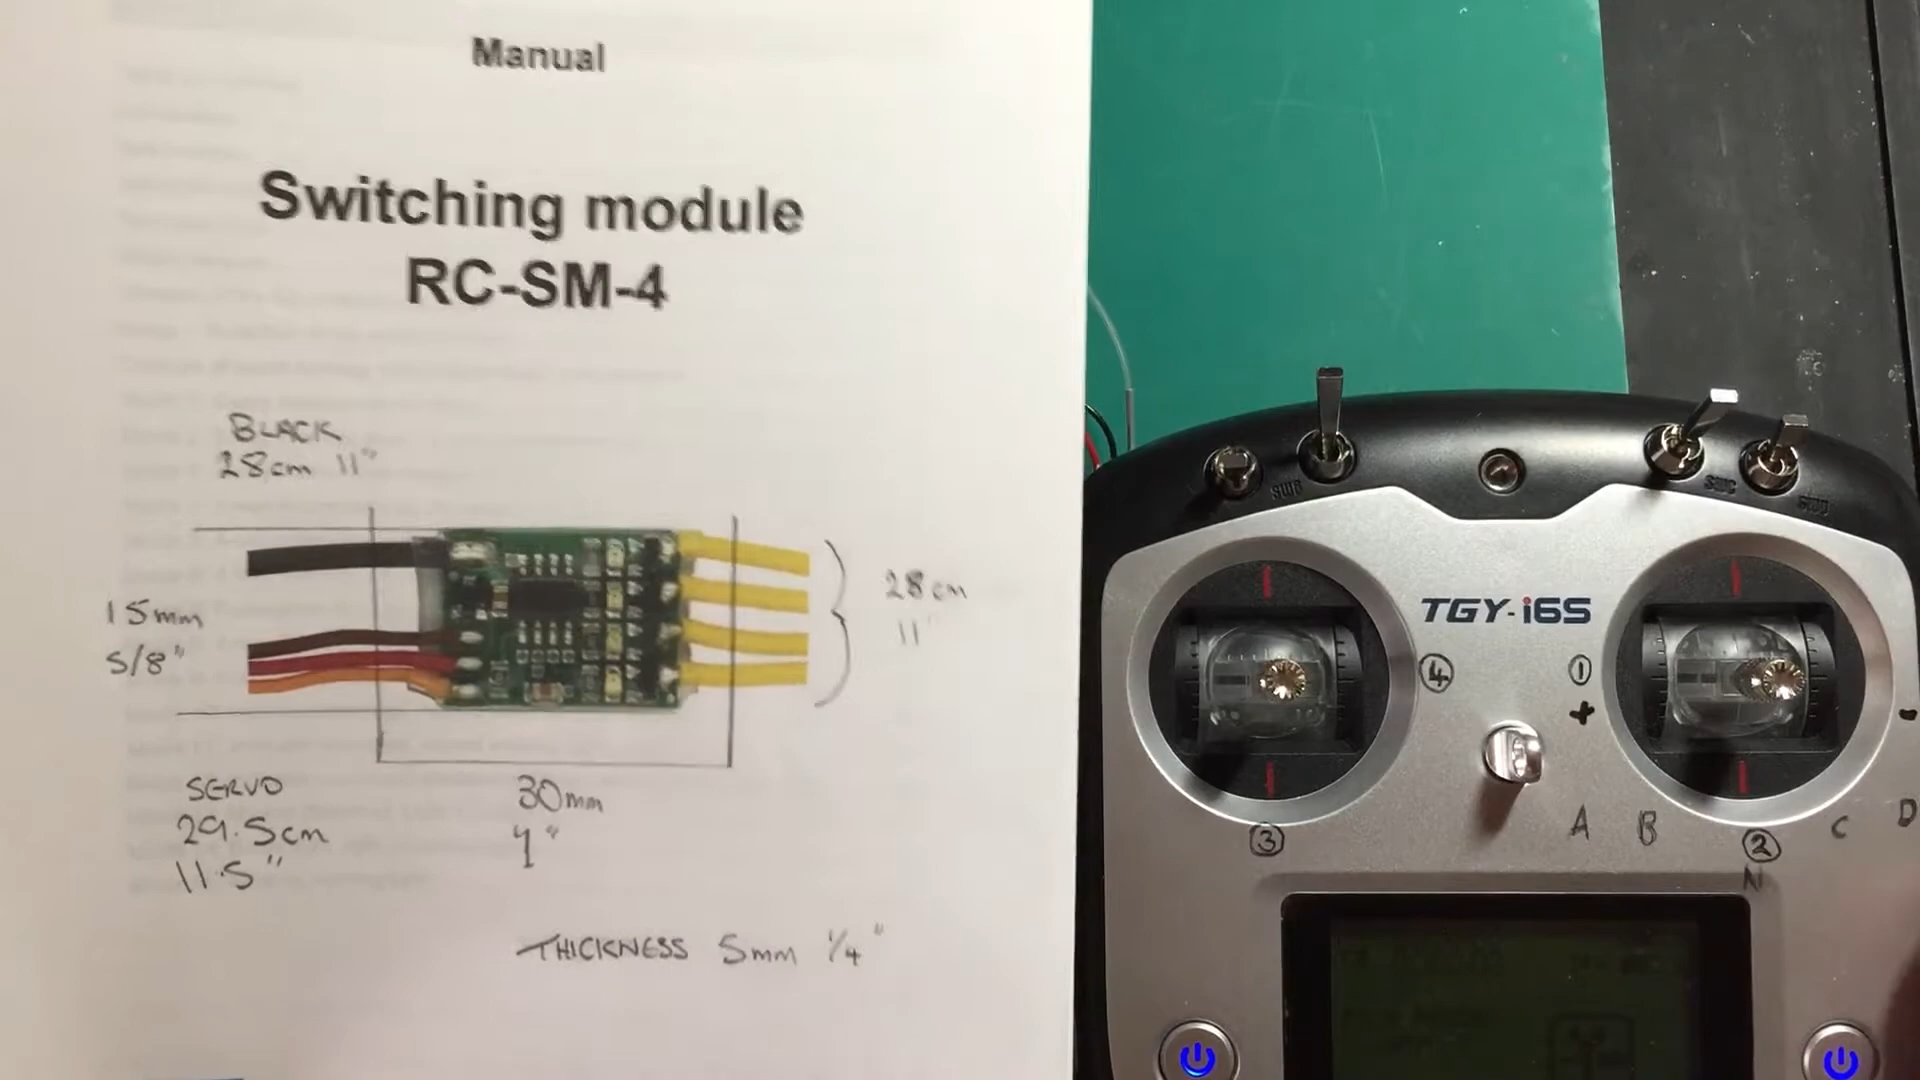 Manual
Switching module
RC-SM-4
BLACK
28cm 11"
15mm
5/8"
28cm
11"
SERVO
29.5cm
11.5"
30mm
1"
THICKNESS 5mm 1/4"
SWB
SWC
SWD
TGY-i6S
④
①
+
-
A B C D
③
②
N